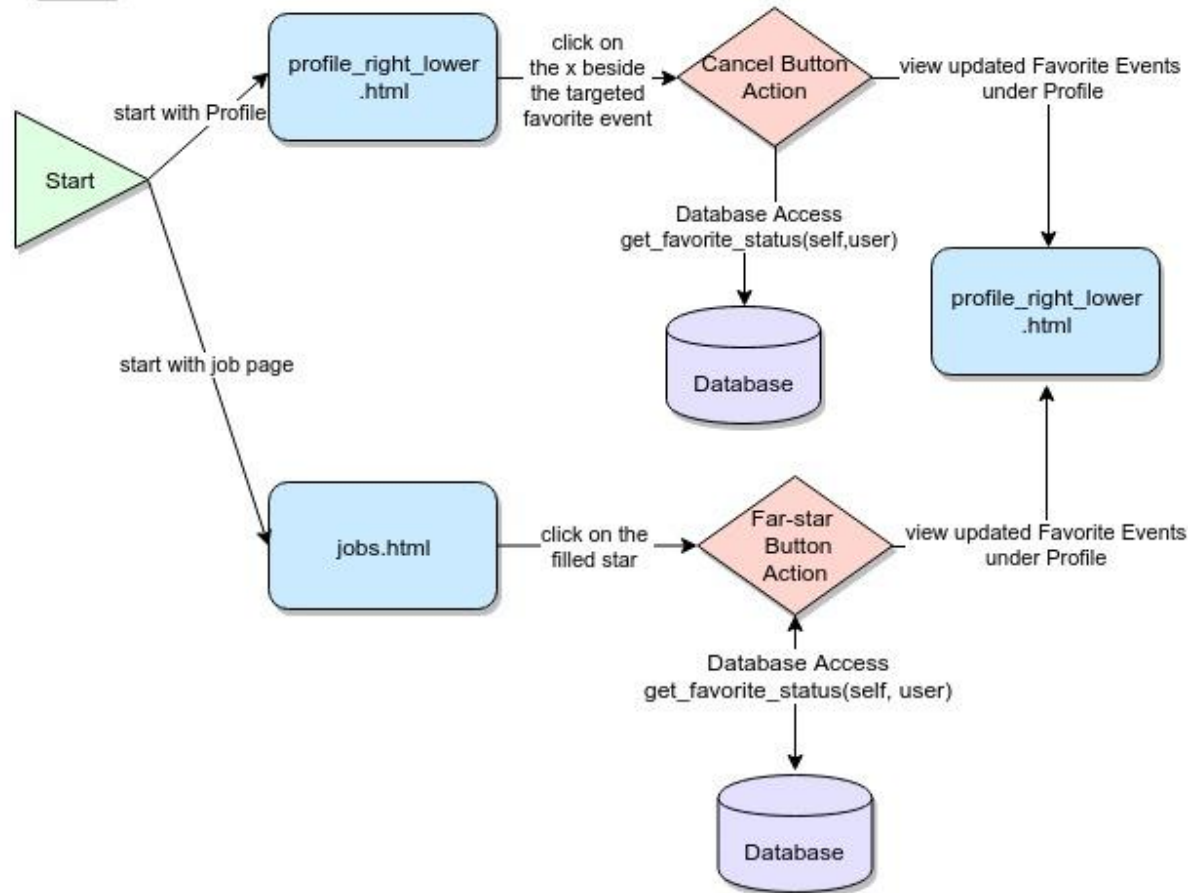 Start
start with Profile
profile_right_lower
.html
click on
the x beside
the targeted
favorite event
Cancel Button
Action
view updated Favorite Events
under Profile
Database Access
get_favorite_status(self,user)
Database
profile_right_lower
.html
start with job page
jobs.html
click on the
filled star
Far-star
Button
Action
view updated Favorite Events
under Profile
Database Access
get_favorite_status(self, user)
Database